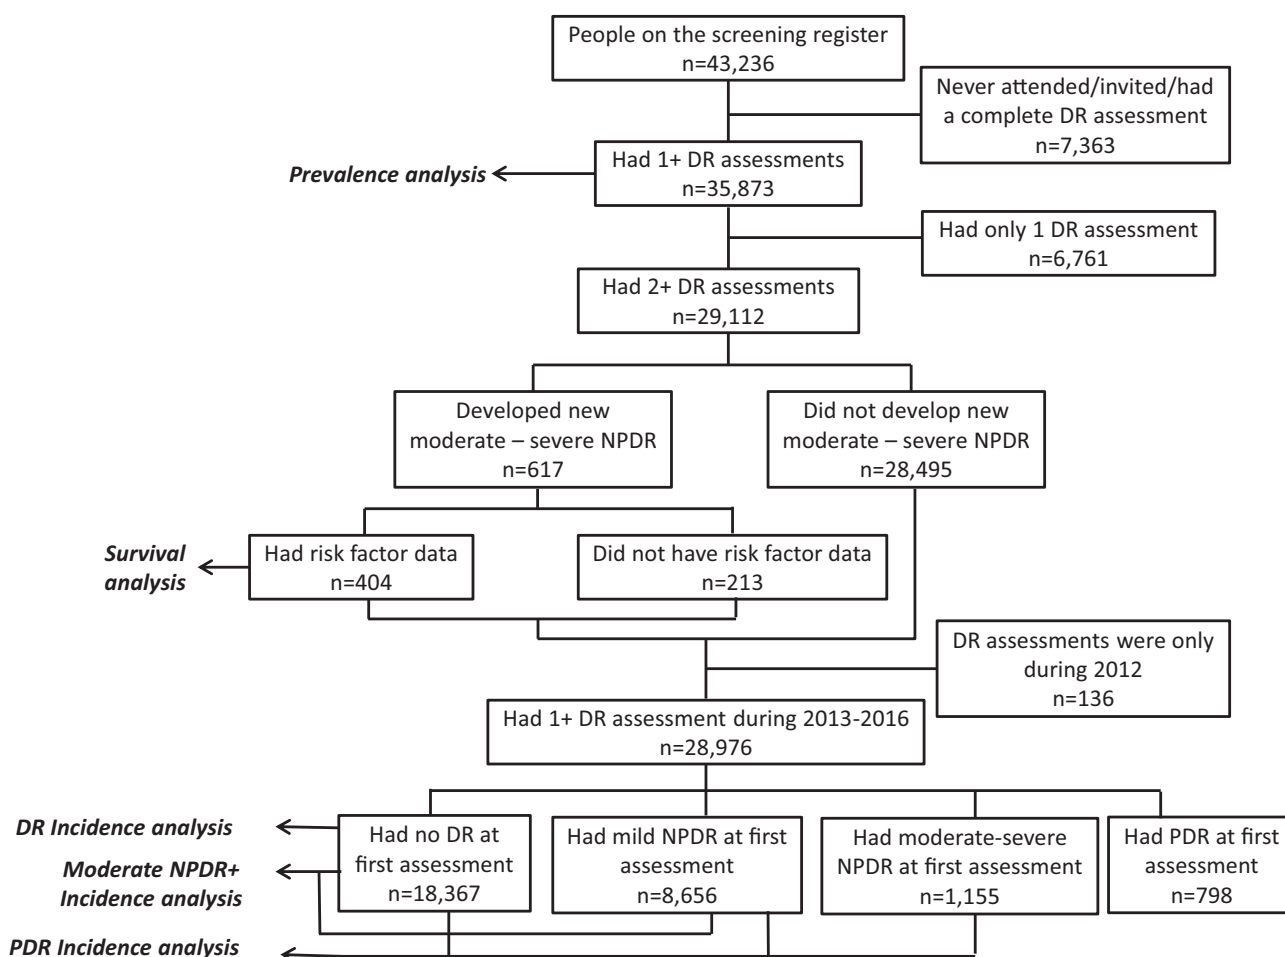 People on the screening register
n=43,236
Never attended/invited/had
a complete DR assessment
n=7,363
Had 1+ DR assessments
n=35,873
Prevalence analysis
Had only 1 DR assessment
n=6,761
Had 2+ DR assessments
n=29,112
Developed new
moderate – severe NPDR
n=617
Did not develop new
moderate – severe NPDR
n=28,495
Survival
analysis
Had risk factor data
n=404
Did not have risk factor data
n=213
DR assessments were only
during 2012
n=136
Had 1+ DR assessment during 2013-2016
n=28,976
DR Incidence analysis
Moderate NPDR+
Incidence analysis
PDR Incidence analysis
Had no DR at
first assessment
n=18,367
Had mild NPDR at first
assessment
n=8,656
Had moderate-severe
NPDR at first assessment
n=1,155
Had PDR at first
assessment
n=798